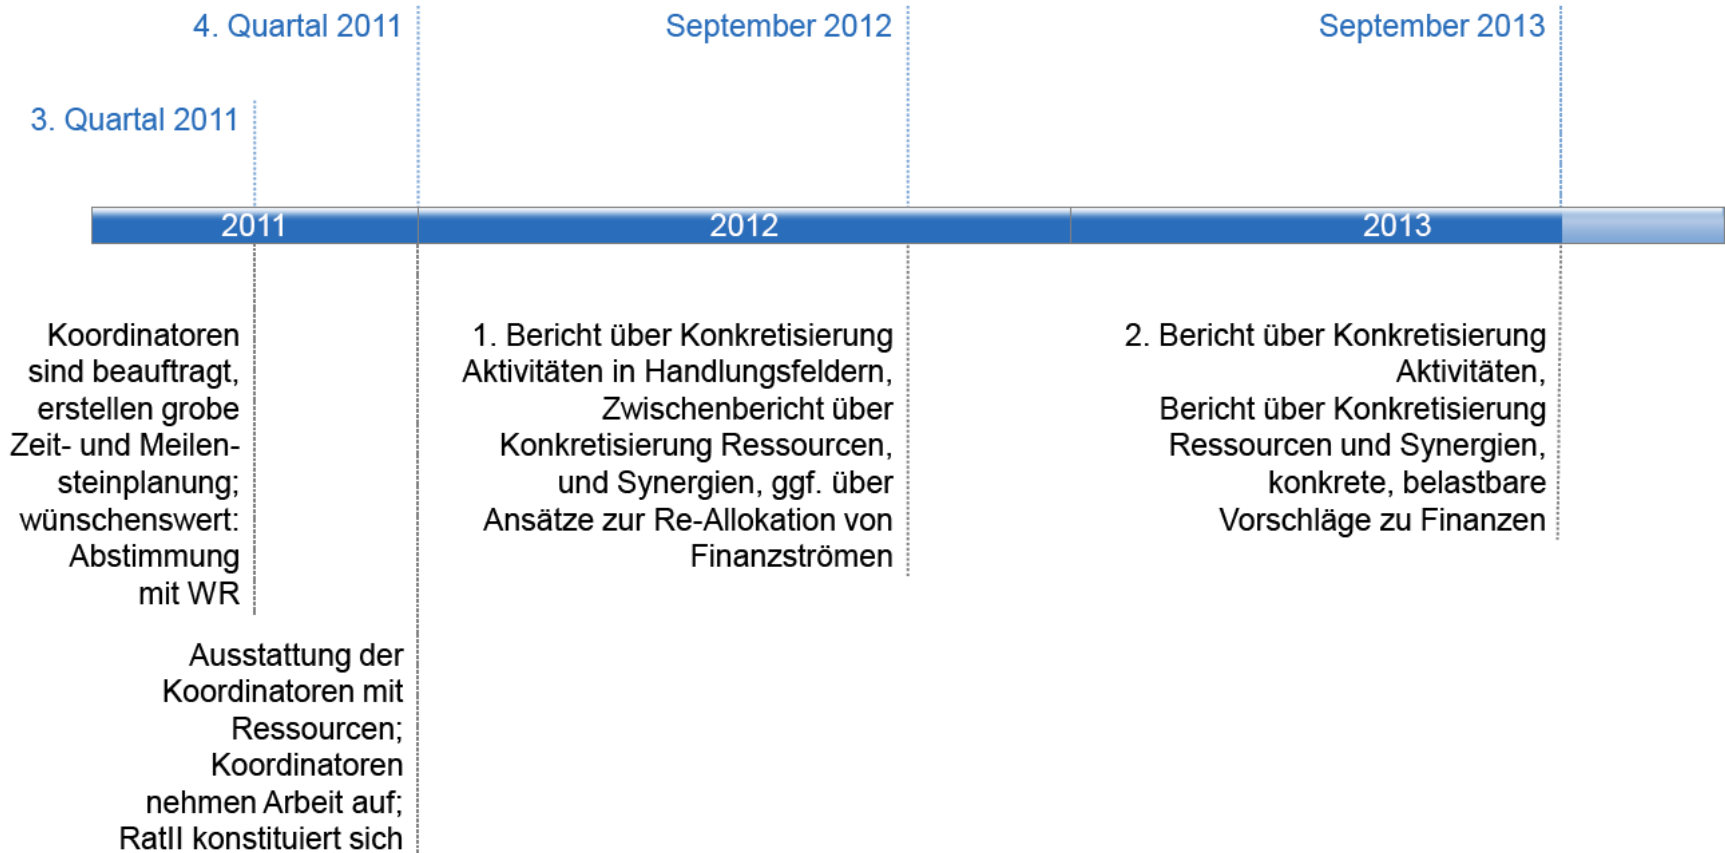 4. Quartal 2011
September 2012
September 2013
3. Quartal 2011
2011
2012
2013
Koordinatoren
sind beauftragt,
erstellen grobe
Zeit- und Meilen-
steinplanung;
wünschenswert:
Abstimmung
mit WR
Ausstattung der
Koordinatoren mit
Ressourcen;
Koordinatoren
nehmen Arbeit auf;
RatII konstituiert sich
1. Bericht über Konkretisierung
Aktivitäten in Handlungsfeldern,
Zwischenbericht über
Konkretisierung Ressourcen,
und Synergien, ggf. über
Ansätze zur Re-Allokation von
Finanzströmen
2. Bericht über Konkretisierung
Aktivitäten,
Bericht über Konkretisierung
Ressourcen und Synergien,
konkrete, belastbare
Vorschläge zu Finanzen